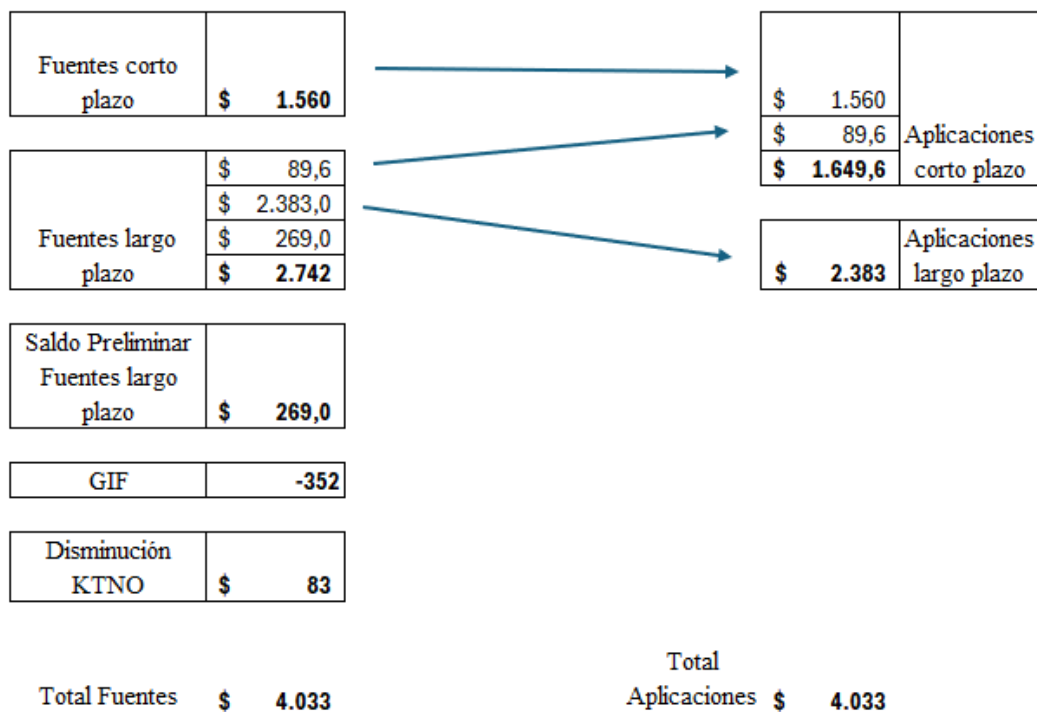 Fuentes corto
plazo $ 1.560
$ 1.560
$ 89,6 Aplicaciones
$ 1.649,6 corto plazo
$ 89,6
$ 2.383,0
Fuentes largo $ 269,0
plazo $ 2.742
Aplicaciones
$ 2.383 largo plazo
Saldo Preliminar
Fuentes largo
plazo $ 269,0
GIF -352
Disminución
KTNO $ 83
Total Fuentes $ 4.033
Total
Aplicaciones $ 4.033